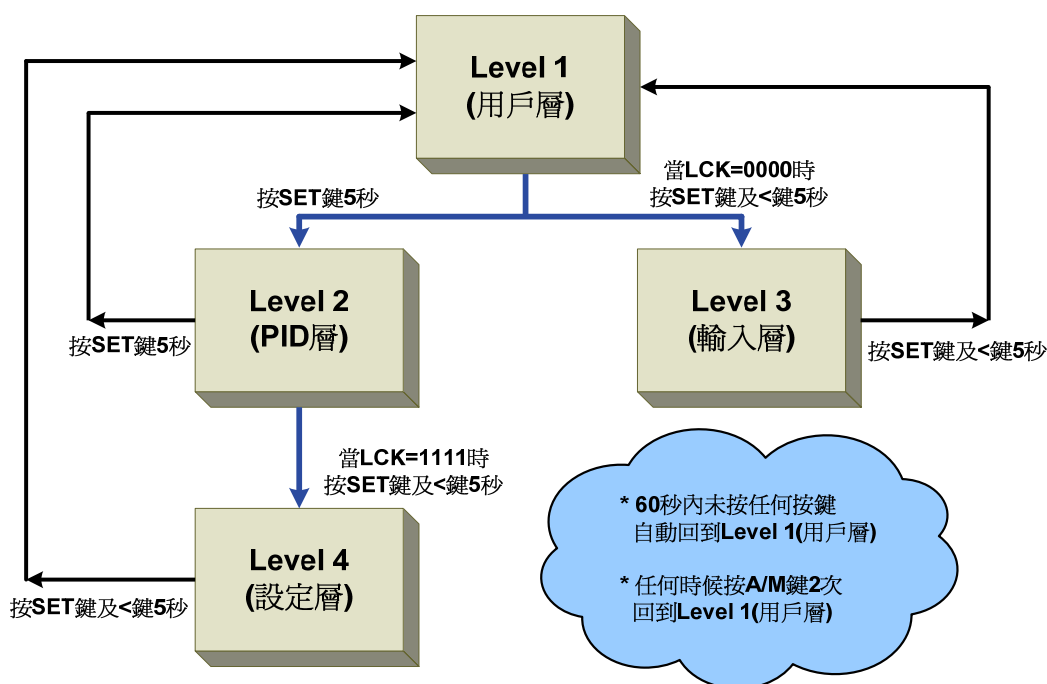 Level 1
(用戶層)
按SET鍵5秒
當LCK=0000時
按SET鍵及<鍵5秒
Level 2
(PID層)
Level 3
(輸入層)
按SET鍵5秒
按SET鍵及<鍵5秒
當LCK=1111時
按SET鍵及<鍵5秒
Level 4
(設定層)
按SET鍵及<鍵5秒
* 60秒內未按任何按鍵
自動回到Level 1(用戶層)
* 任何時候按A/M鍵2次
回到Level 1(用戶層)